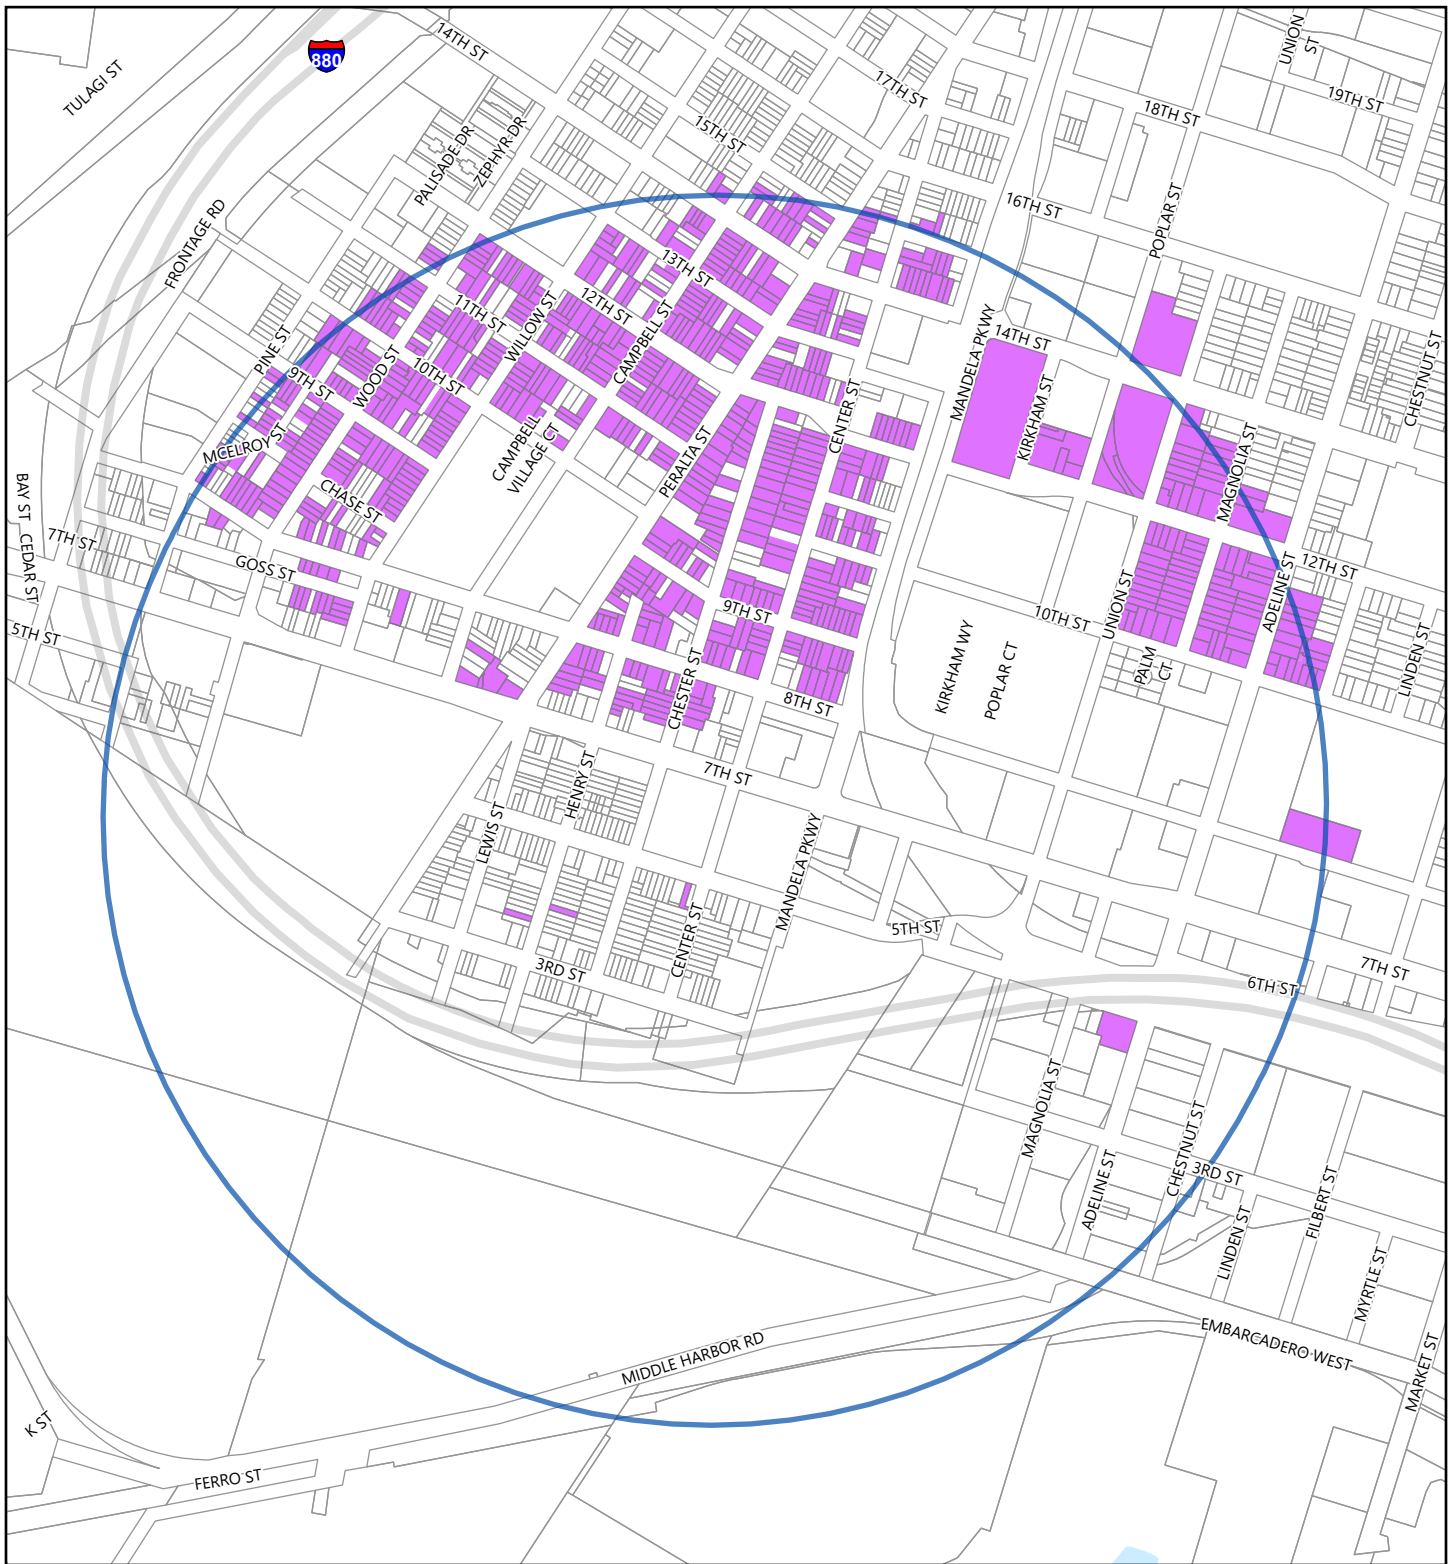 14TH ST
UNION ST
880
TULAGI ST
17TH ST
19TH ST
18TH ST
15TH ST
PALISADE DR
ZEPHYR DR
16TH ST
POPLAR ST
FRONTAGE RD
13TH ST
12TH ST
11TH ST
WILLOW ST
CAMPBELL ST
MANDELA PKWY
14TH ST
PINE ST
9TH ST
WOOD ST
10TH ST
CHESTNUT ST
KIRKHAM ST
CENTER ST
MCELROY ST
CAMPBELL
VILLAGE CT
PERALTA ST
MAGNOLIA ST
CHASE ST
BAY ST
7TH ST
CEDAR ST
GOSS ST
12TH ST
ADELINE ST
UNION ST
9TH ST
10TH ST
5TH ST
KIRKHAM WY
POPLAR CT
PALM CT
LINDEN ST
CHESTER ST
8TH ST
7TH ST
HENRY ST
LEWIS ST
MANDELA PKWY
5TH ST
CENTER ST
3RD ST
7TH ST
6TH ST
MAGNOLIA ST
CHESTNUT ST
3RD ST
ADELINE ST
LINDEN ST
FILBERT ST
MYRTLE ST
EMBARCADERO WEST
MIDDLE HARBOR RD
MARKET ST
K ST
FERRO ST